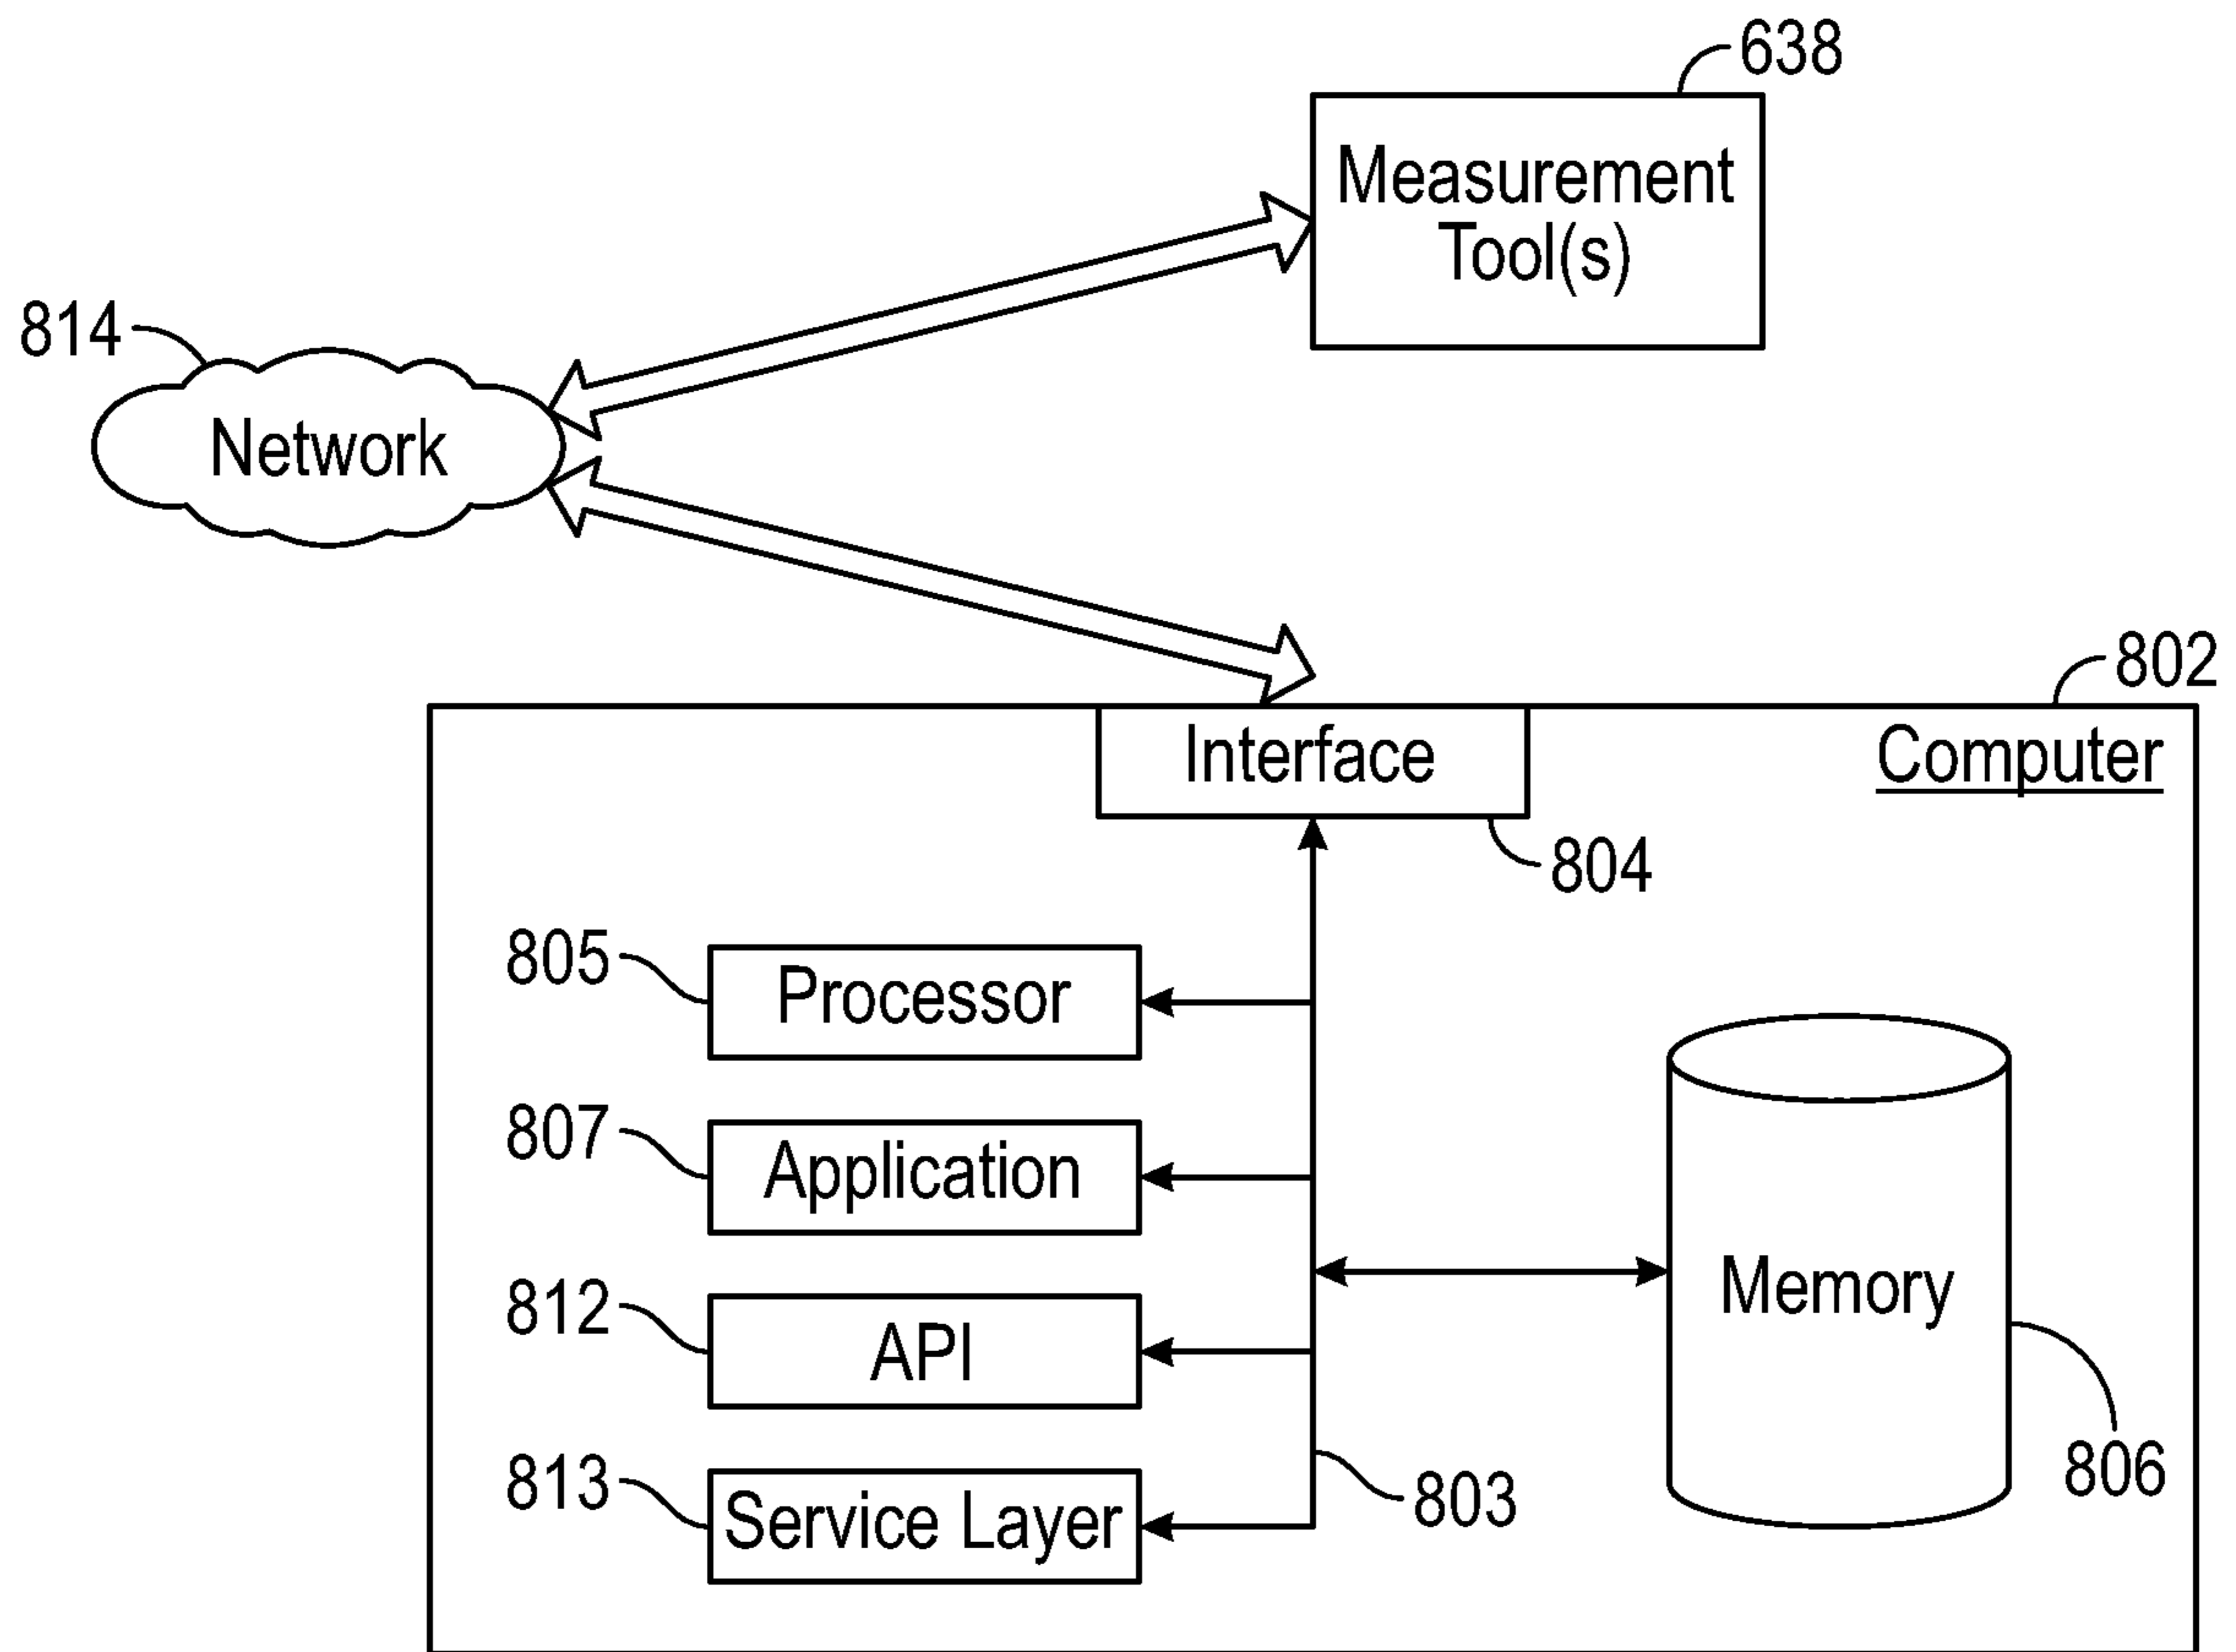 638
Measurement
Tool(s)
814
Network
802
Interface
Computer
804
805
Processor
807
Application
812
API
Memory
813
Service Layer
803
806